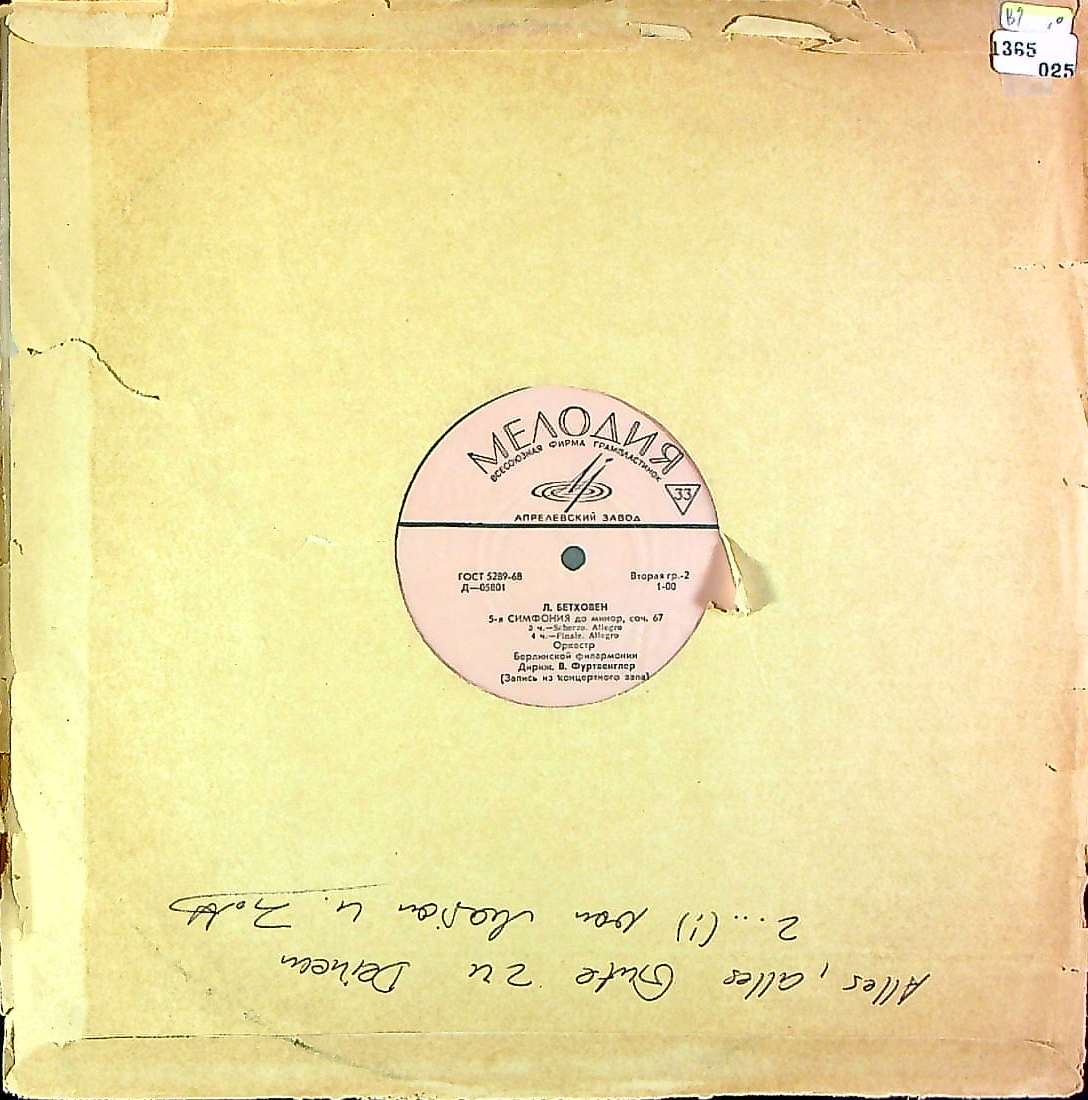 B9
1365
025
МЕЛОДИЯ
ВСЕСОЮЗНАЯ ФИРМА ГРАМПЛАСТИНОК
33
АПРЕЛЕВСКИЙ ЗАВОД
ГОСТ 5289-68
Д—05801
Вторая гр.-2
1-00
Л. БЕТХОВЕН
5-я СИМФОНИЯ до минор, соч. 67
3 ч.—Scherzo. Allegro
4 ч.—Finale. Allegro
Оркестр
Берлинской филармонии
Дириж. В. Фуртвенглер
(Запись из концертного зала)
Alles, alles Gute zu Deinem
2... (!) von u.